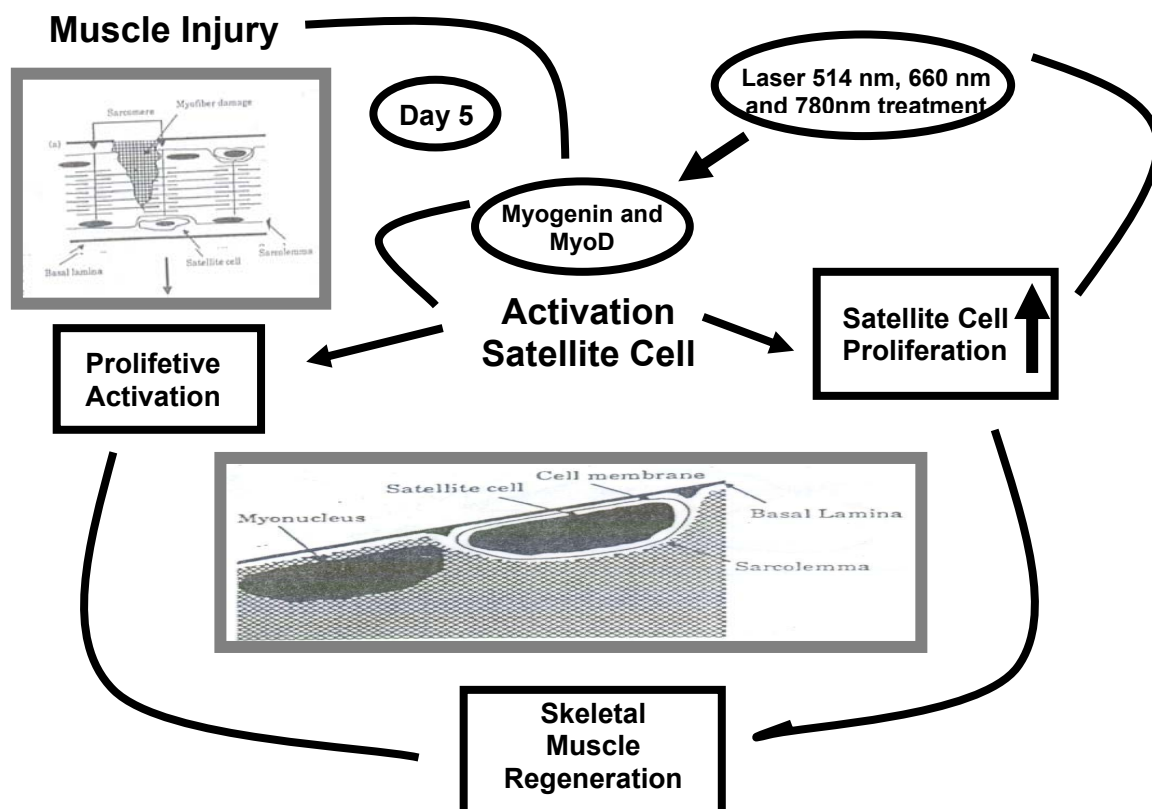 Muscle Injury
Day 5
Laser 514 nm, 660 nm
and 780nm treatment
Sarcomere
Myofiber damage
(a)
Basal lamina
Satellite cell
Sarcolemma
Myogenin and
MyoD
Activation
Satellite Cell
Satellite Cell
Proliferation
Prolifetive
Activation
Cell membrane
Satellite cell
Myonucleus
Basal Lamina
Sarcolemma
Skeletal
Muscle
Regeneration